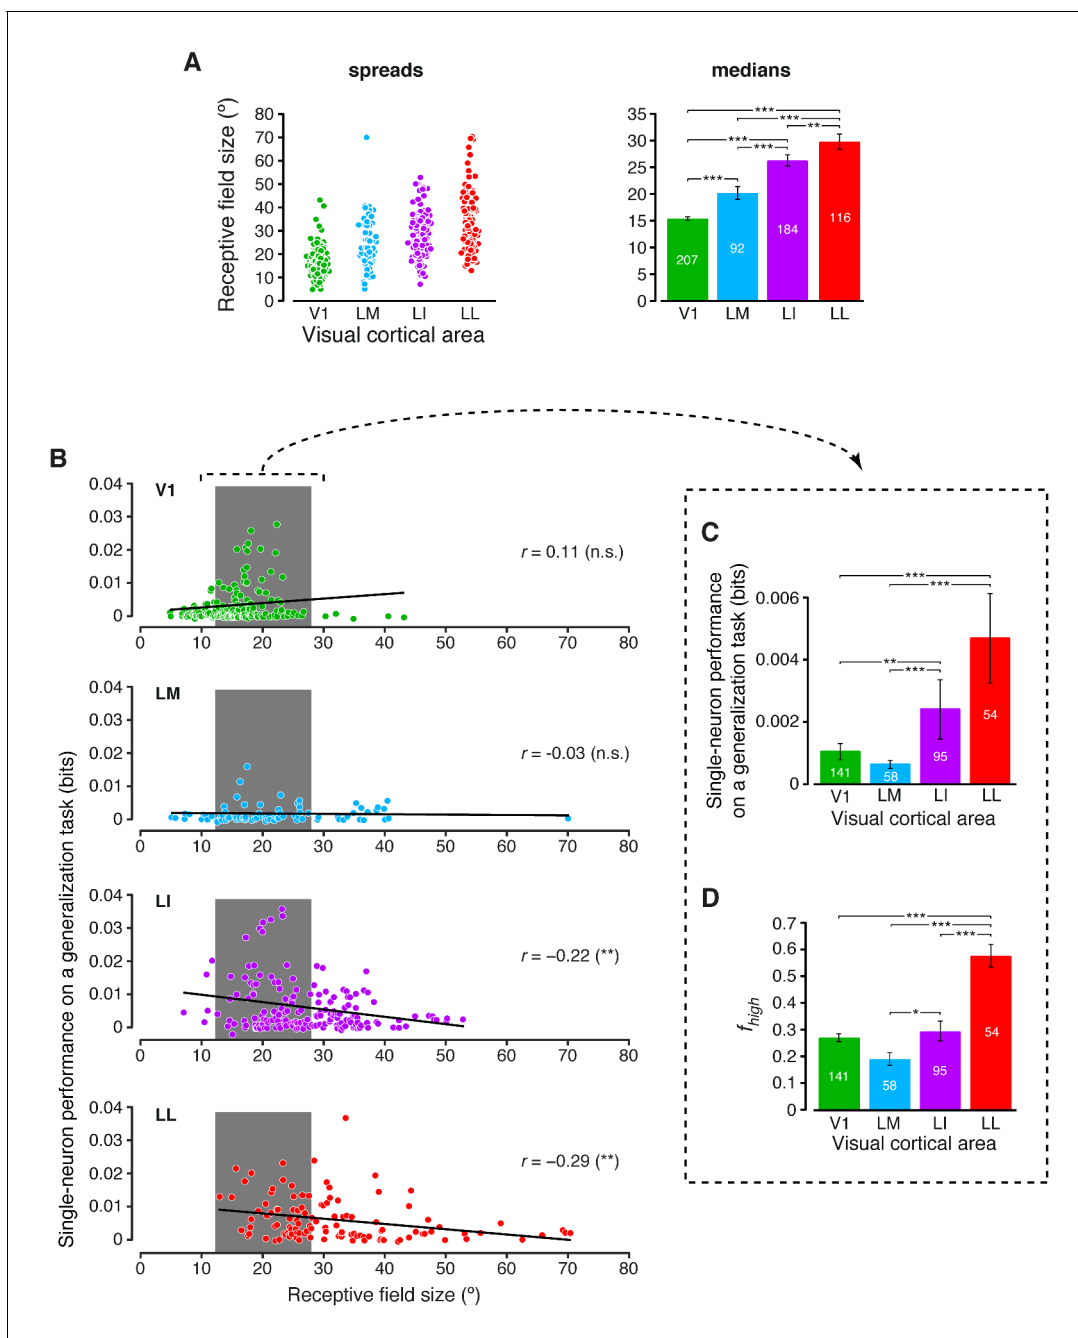 A
spreads
medians
Receptive field size (º)
80
70
60
50
40
30
20
10
0
V1 LM LI LL
Visual cortical area
35
30
25
20
15
10
5
0
*** 
***
***
**
***
***
207
92
184
116
V1 LM LI LL
B
Single-neuron performance on a generalization task (bits)
V1
0.04
0.03
0.02
0.01
0
r = 0.11 (n.s.)
0 10 20 30 40 50 60 70 80
LM
0.04
0.03
0.02
0.01
0
r = -0.03 (n.s.)
0 10 20 30 40 50 60 70 80
LI
0.04
0.03
0.02
0.01
0
r = −0.22 (**)
0 10 20 30 40 50 60 70 80
LL
0.04
0.03
0.02
0.01
0
r = −0.29 (**)
0 10 20 30 40 50 60 70 80
Receptive field size (º)
C
Single-neuron performance
on a generalization task (bits)
0.006
0.004
0.002
0
***
***
**
***
141
58
95
54
V1 LM LI LL
Visual cortical area
D
fhigh
0.7
0.6
0.5
0.4
0.3
0.2
0.1
0
***
***
***
*
141
58
95
54
V1 LM LI LL
Visual cortical area